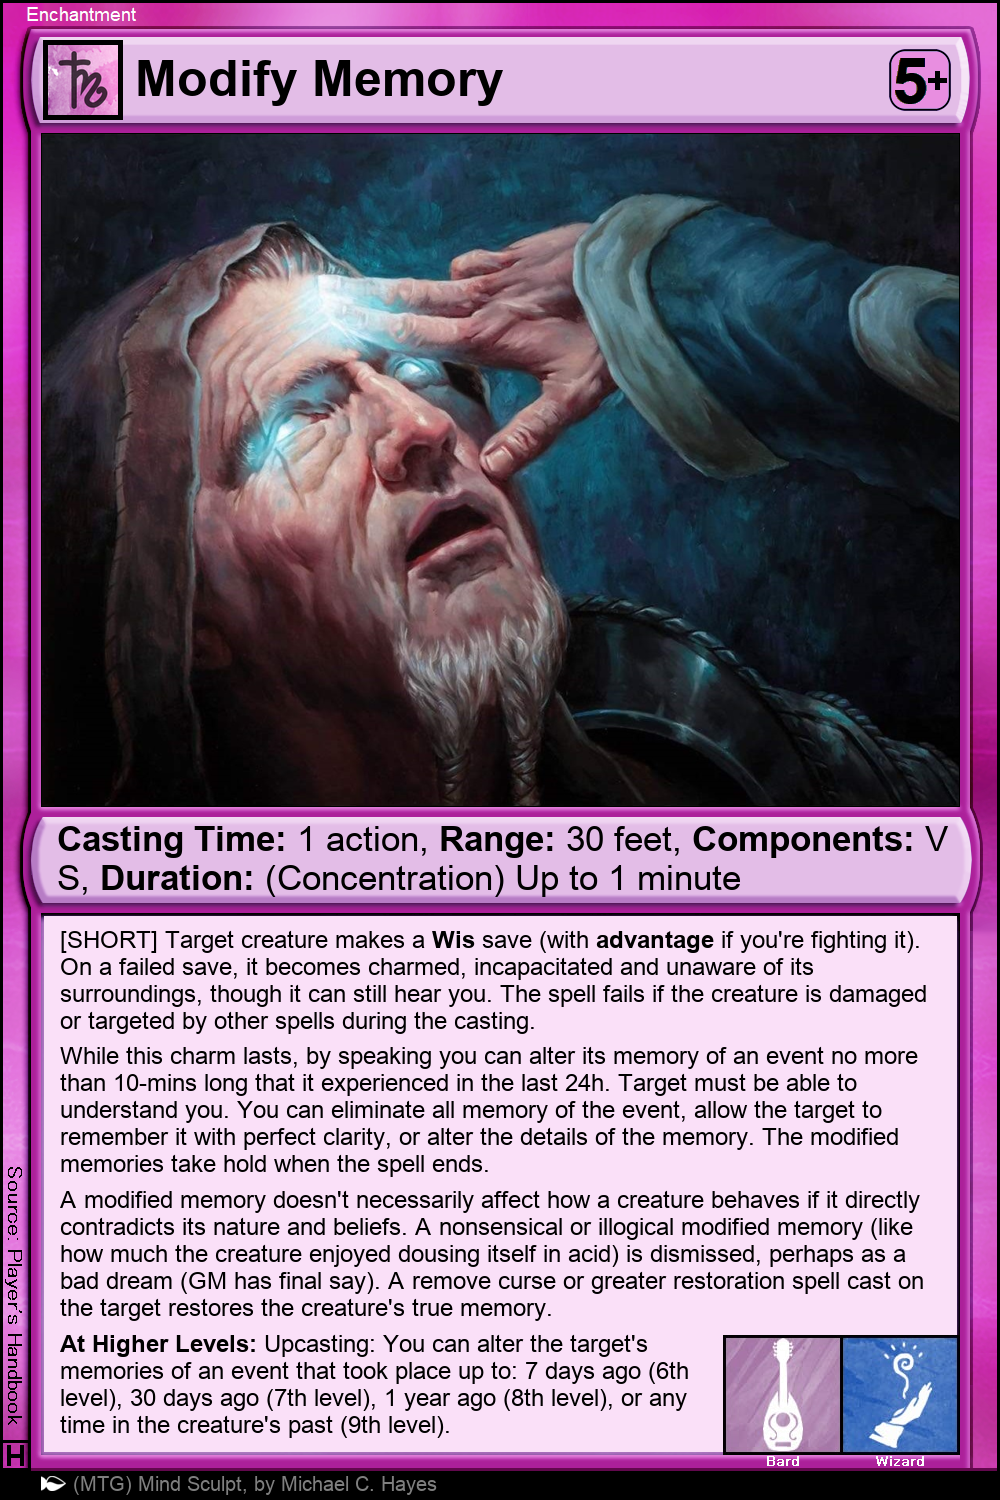 Enchantment
Modify Memory
5+
Casting Time: 1 action, Range: 30 feet, Components: V
S, Duration: (Concentration) Up to 1 minute
[SHORT] Target creature makes a Wis save (with advantage if you're fighting it).
On a failed save, it becomes charmed, incapacitated and unaware of its
surroundings, though it can still hear you. The spell fails if the creature is damaged
or targeted by other spells during the casting.
While this charm lasts, by speaking you can alter its memory of an event no more
than 10-mins long that it experienced in the last 24h. Target must be able to
understand you. You can eliminate all memory of the event, allow the target to
remember it with perfect clarity, or alter the details of the memory. The modified
memories take hold when the spell ends.
A modified memory doesn't necessarily affect how a creature behaves if it directly
contradicts its nature and beliefs. A nonsensical or illogical modified memory (like
how much the creature enjoyed dousing itself in acid) is dismissed, perhaps as a
bad dream (GM has final say). A remove curse or greater restoration spell cast on
the target restores the creature's true memory.
At Higher Levels: Upcasting: You can alter the target's
memories of an event that took place up to: 7 days ago (6th
level), 30 days ago (7th level), 1 year ago (8th level), or any
time in the creature's past (9th level).
Bard
Wizard
Source: Player's Handbook
H
(MTG) Mind Sculpt, by Michael C. Hayes